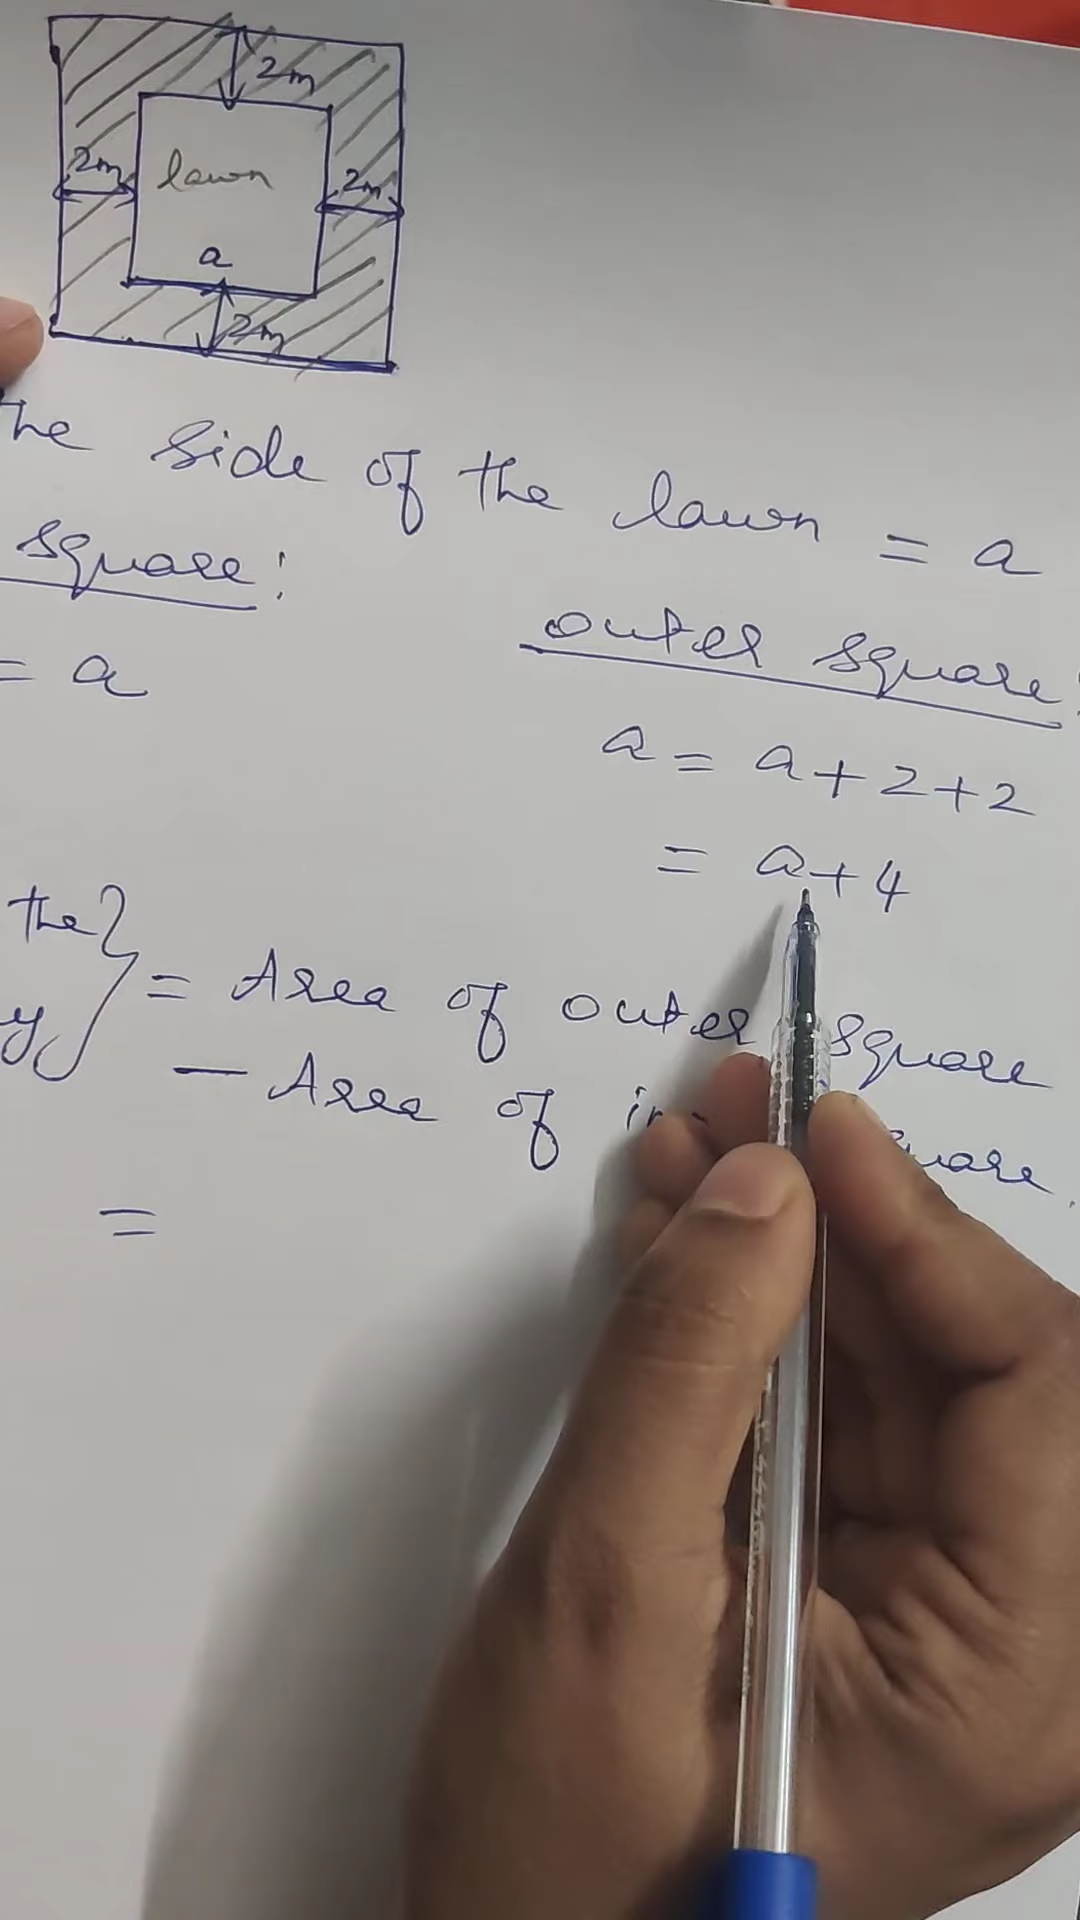 2m
2m lawn 2m
a
2m
the side of the lawn = a
square:
outer square:
= a
a = a+2+2
= a+4
the } = Area of outer square
y
- Area of
=